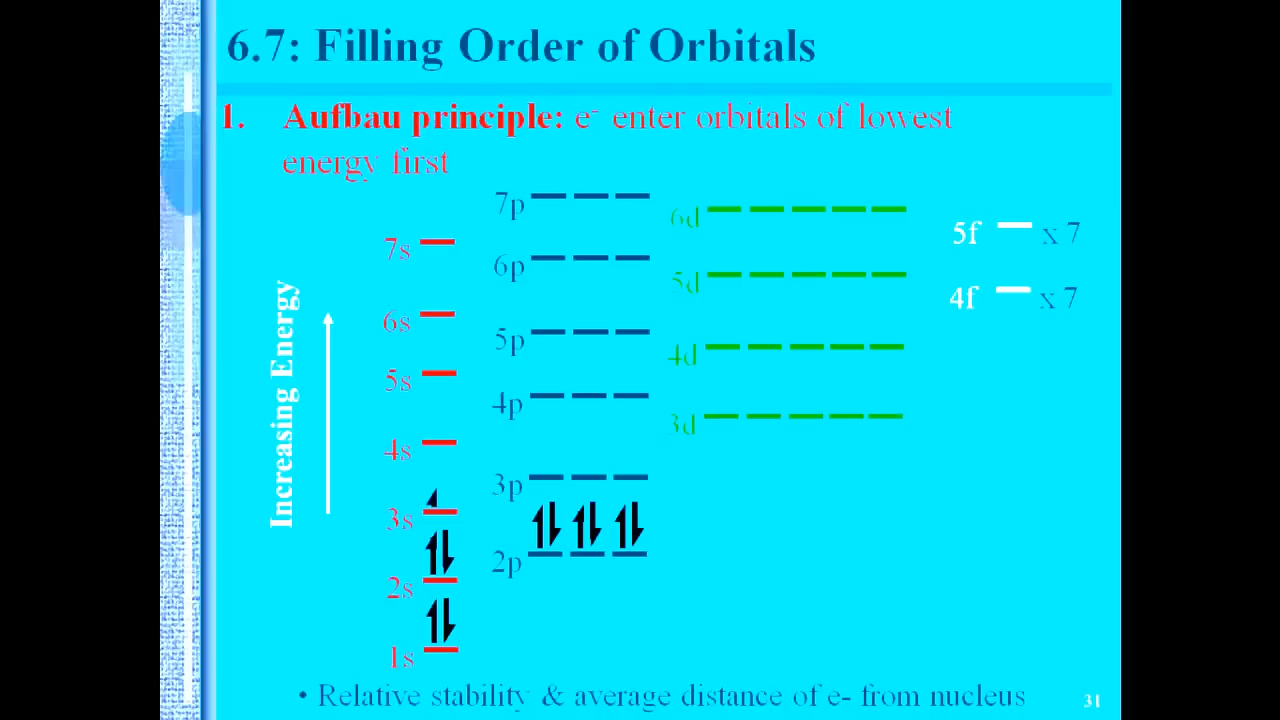 6.7: Filling Order of Orbitals
1. Aufbau principle: e⁻ enter orbitals of lowest
energy first
7p
6d
5f x 7
7s
6p
5d
4f x 7
6s
5p
4d
5s
4p
3d
4s
3p
3s
2p
2s
1s
Increasing Energy
• Relative stability & average distance of e- from nucleus
31